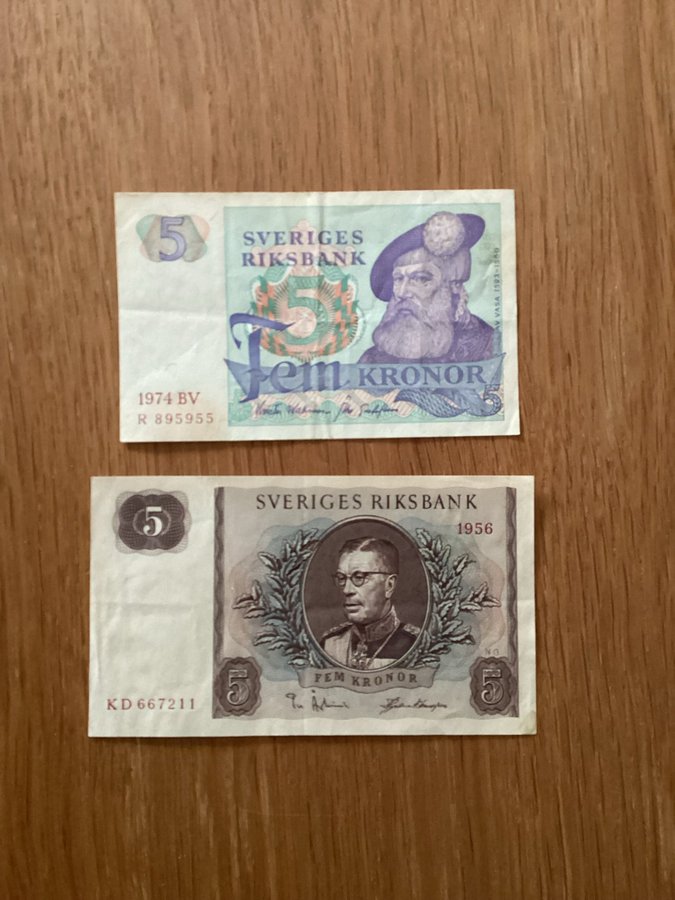 5
SVERIGES
RIKSBANK
5
Fem KRONOR
5
1974 BV
R 895955
VASA 1523-1560
5
SVERIGES RIKSBANK
1956
FEM KRONOR
5
5
KD 667211